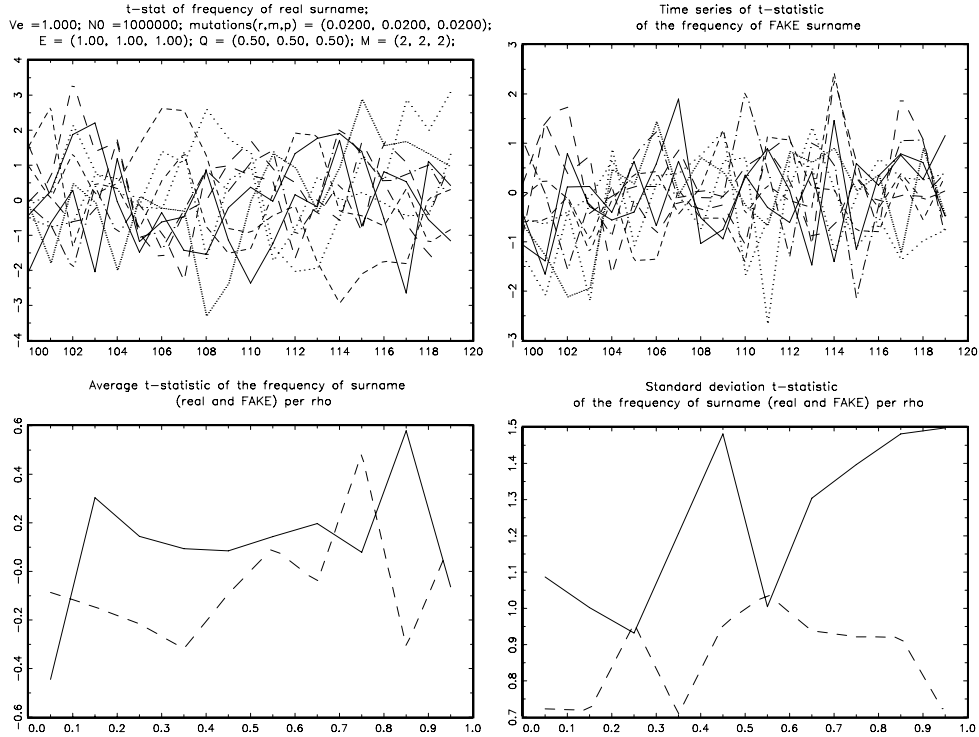 t-stat of frequency of real surname;
Ve =1.000; N0 =1000000; mutations(r,m,p) = (0.0200, 0.0200, 0.0200);
E = (1.00, 1.00, 1.00); Q = (0.50, 0.50, 0.50); M = (2, 2, 2);
4
3
2
1
0
-1
-2
-3
-4
100 102 104 106 108 110 112 114 116 118 120
Time series of t-statistic
of the frequency of FAKE surname
3
2
1
0
-1
-2
-3
100 102 104 106 108 110 112 114 116 118 120
Average t-statistic of the frequency of surname
(real and FAKE) per rho
0.6
0.4
0.2
-0.0
-0.2
-0.4
-0.6
0.0 0.1 0.2 0.3 0.4 0.5 0.6 0.7 0.8 0.9 1.0
Standard deviation t-statistic
of the frequency of surname (real and FAKE) per rho
1.5
1.4
1.3
1.2
1.1
1.0
0.9
0.8
0.7
0.0 0.1 0.2 0.3 0.4 0.5 0.6 0.7 0.8 0.9 1.0